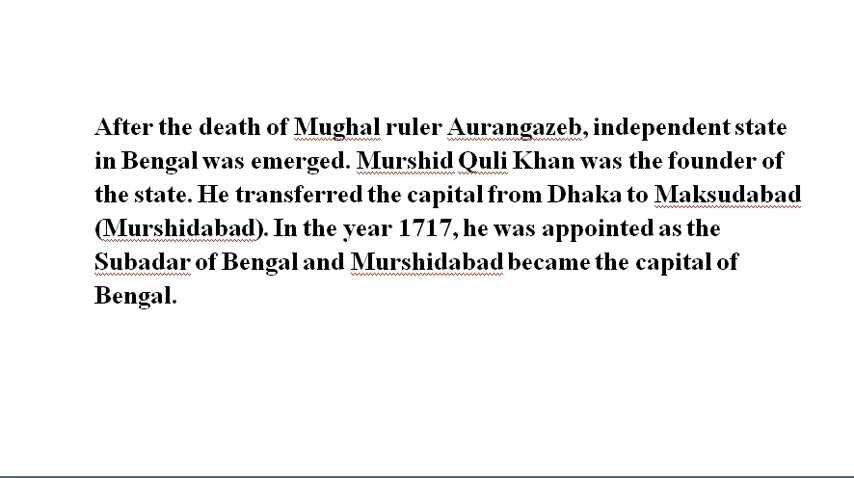 After the death of Mughal ruler Aurangazeb, independent state
in Bengal was emerged. Murshid Quli Khan was the founder of
the state. He transferred the capital from Dhaka to Maksudabad
(Murshidabad). In the year 1717, he was appointed as the
Subadar of Bengal and Murshidabad became the capital of
Bengal.